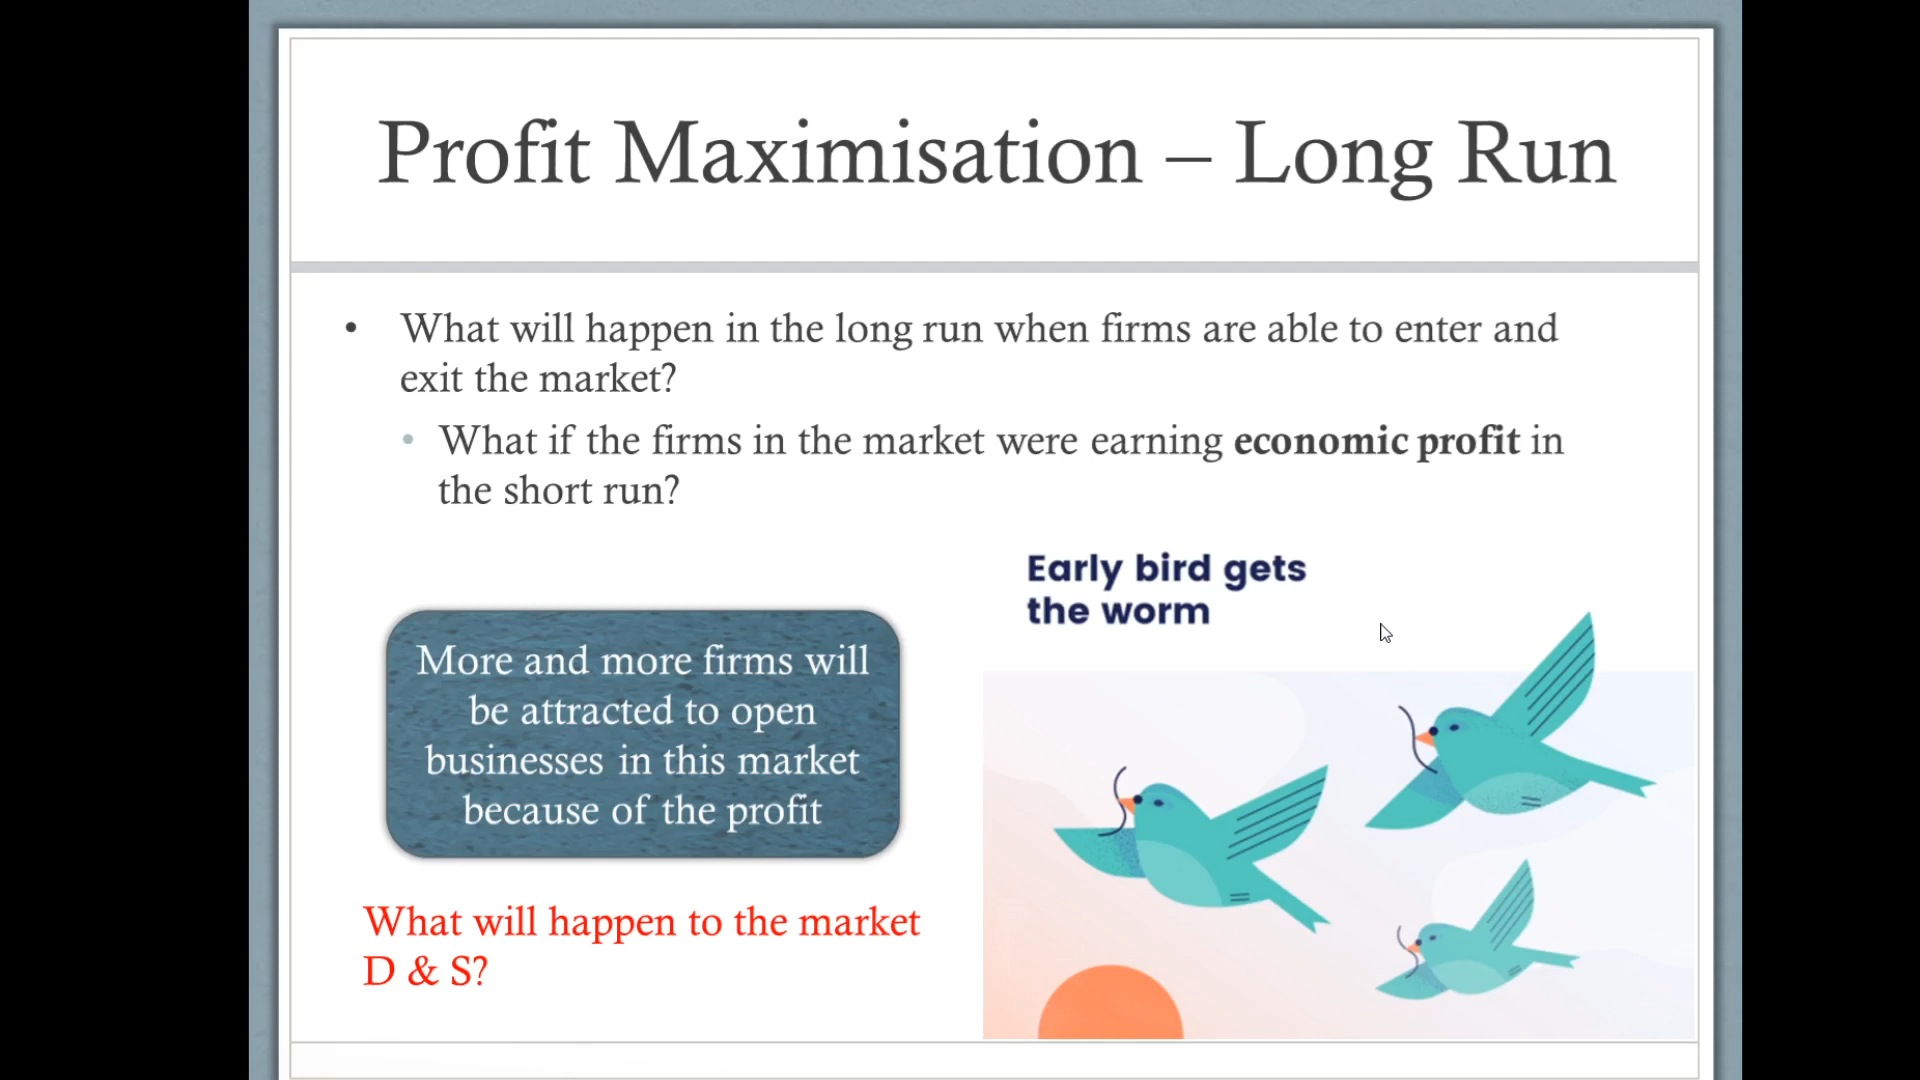 Profit Maximisation – Long Run
• What will happen in the long run when firms are able to enter and
exit the market?
• What if the firms in the market were earning economic profit in
the short run?
Early bird gets
the worm
More and more firms will
be attracted to open
businesses in this market
because of the profit
What will happen to the market
D & S?